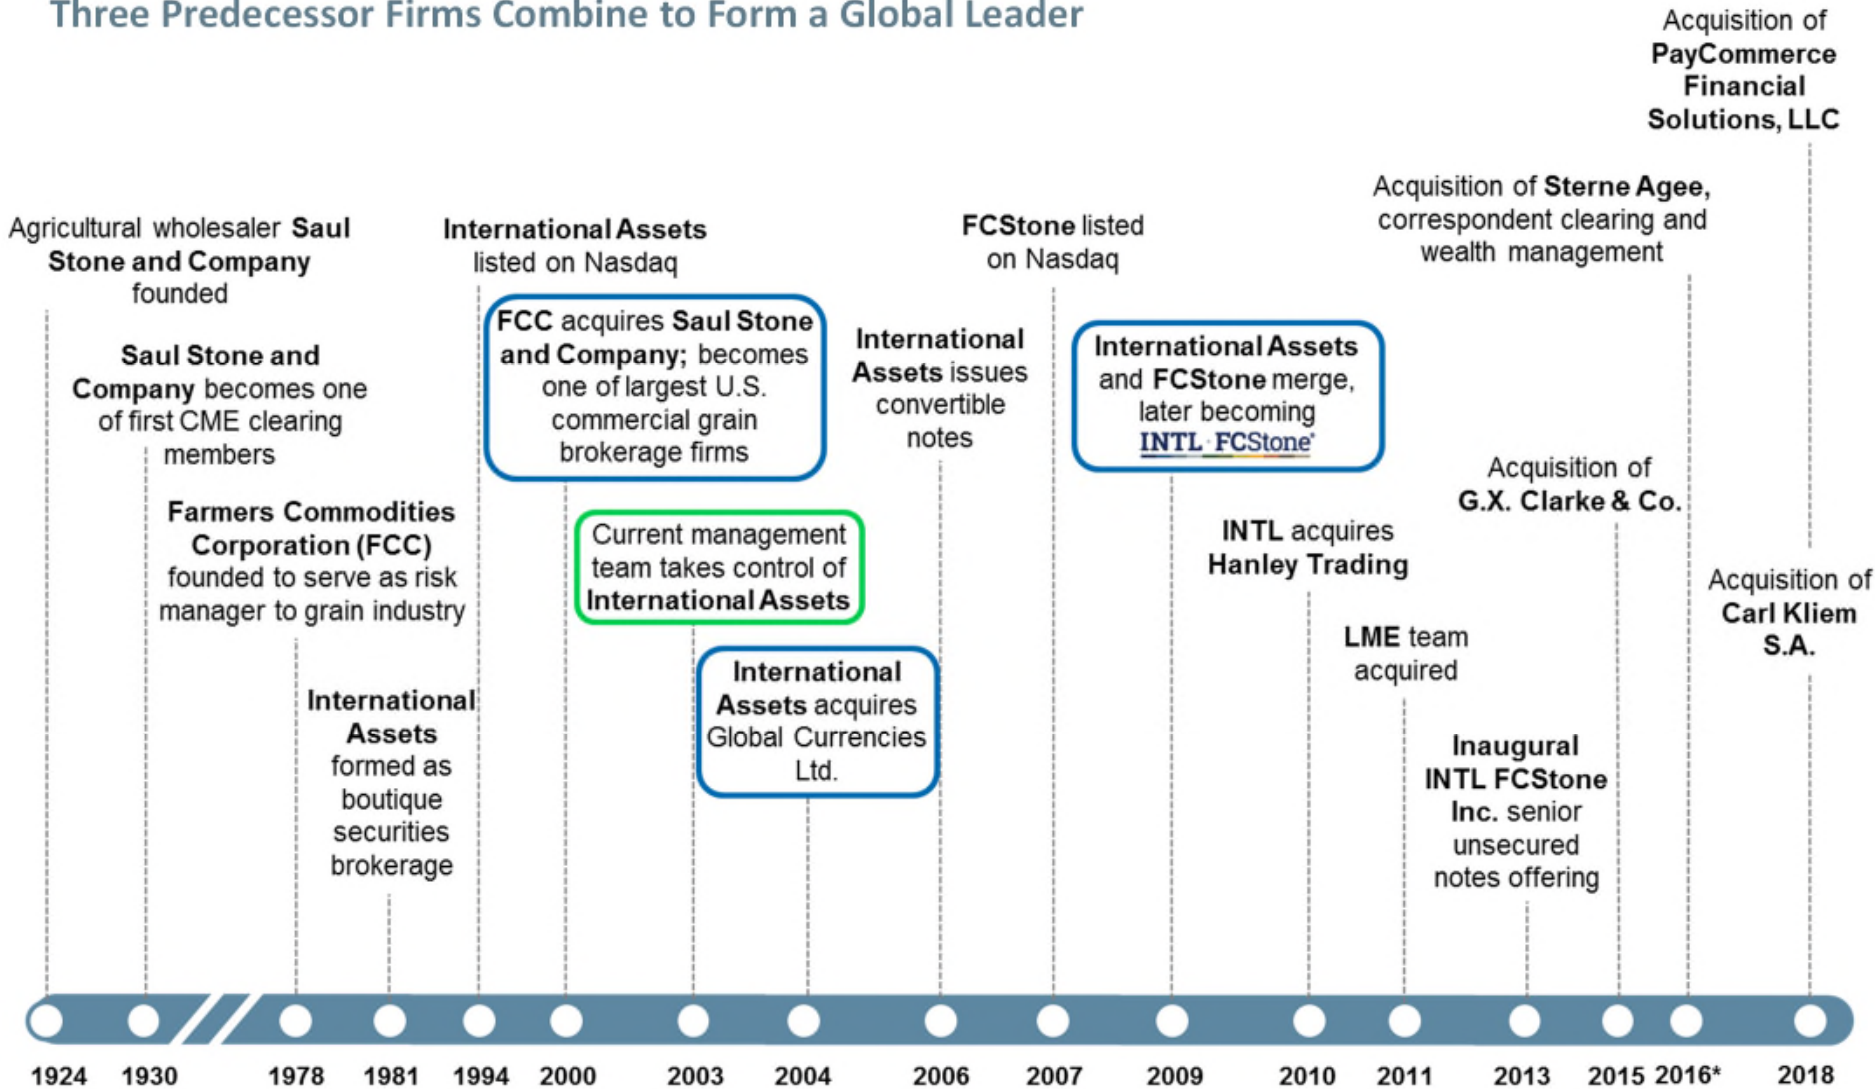 Three Predecessor Firms Combine to Form a Global Leader
Agricultural wholesaler Saul
Stone and Company
founded
Saul Stone and
Company becomes one
of first CME clearing
members
Farmers Commodities
Corporation (FCC)
founded to serve as risk
manager to grain industry
International
Assets
formed as
boutique
securities
brokerage
International Assets
listed on Nasdaq
FCC acquires Saul Stone
and Company; becomes
one of largest U.S.
commercial grain
brokerage firms
Current management
team takes control of
International Assets
International
Assets acquires
Global Currencies
Ltd.
International
Assets issues
convertible
notes
FCStone listed
on Nasdaq
International Assets
and FCStone merge,
later becoming
INTL FCStone
INTL acquires
Hanley Trading
LME team
acquired
Inaugural
INTL FCStone
Inc. senior
unsecured
notes offering
Acquisition of
G.X. Clarke & Co.
Acquisition of Sterne Agee,
correspondent clearing and
wealth management
Acquisition of
PayCommerce
Financial
Solutions, LLC
Acquisition of
Carl Kliem
S.A.
1924 1930 1978 1981 1994 2000 2003 2004 2006 2007 2009 2010 2011 2013 2015 2016* 2018